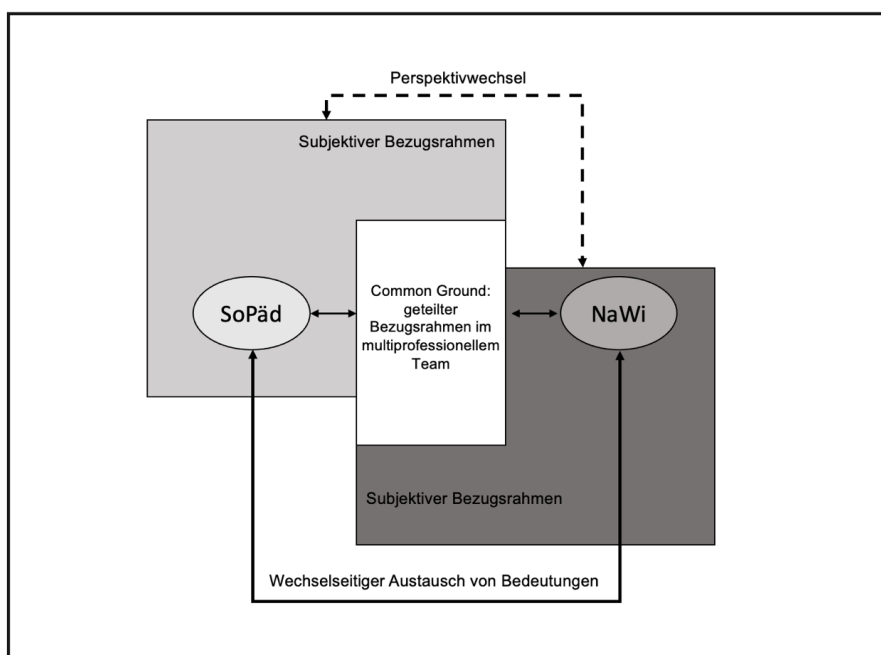 Perspektivwechsel
Subjektiver Bezugsrahmen
SoPäd
Common Ground:
geteilter
Bezugsrahmen im
multiprofessionellem
Team
NaWi
Subjektiver Bezugsrahmen
Wechselseitiger Austausch von Bedeutungen